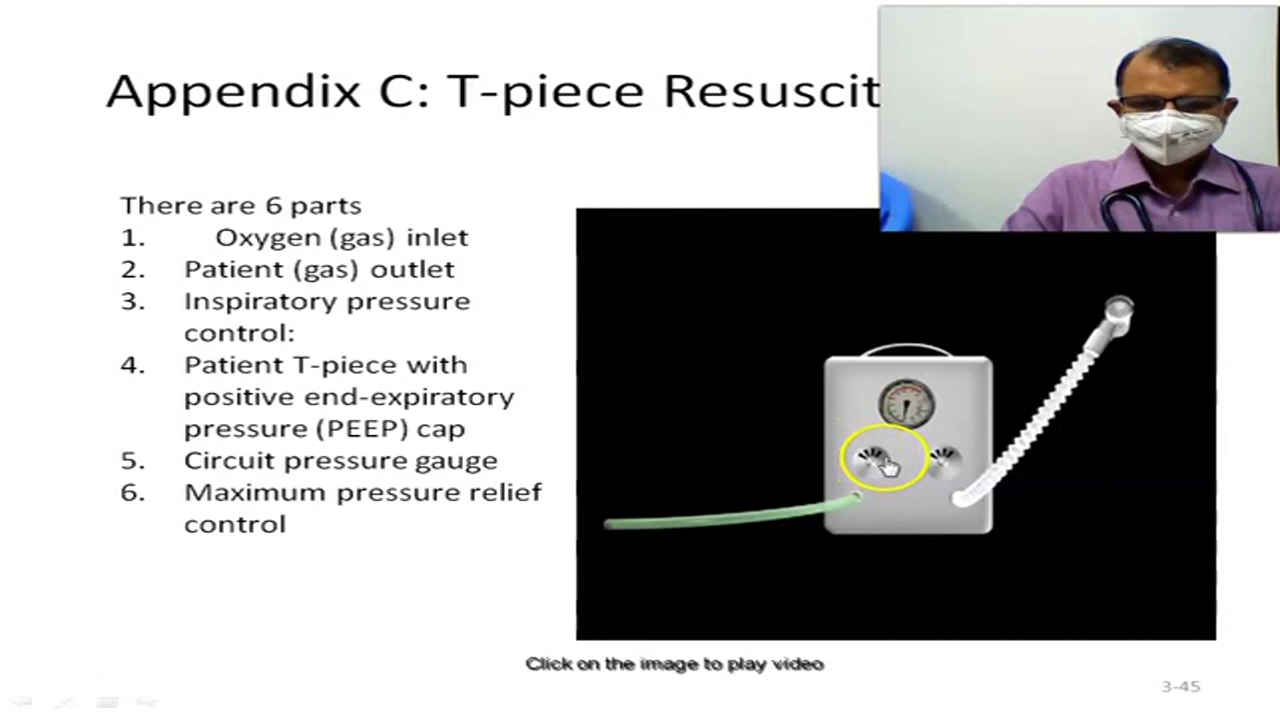 Appendix C: T-piece Resuscit
There are 6 parts
1. Oxygen (gas) inlet
2. Patient (gas) outlet
3. Inspiratory pressure
control:
4. Patient T-piece with
positive end-expiratory
pressure (PEEP) cap
5. Circuit pressure gauge
6. Maximum pressure relief
control
Click on the image to play video
3-45